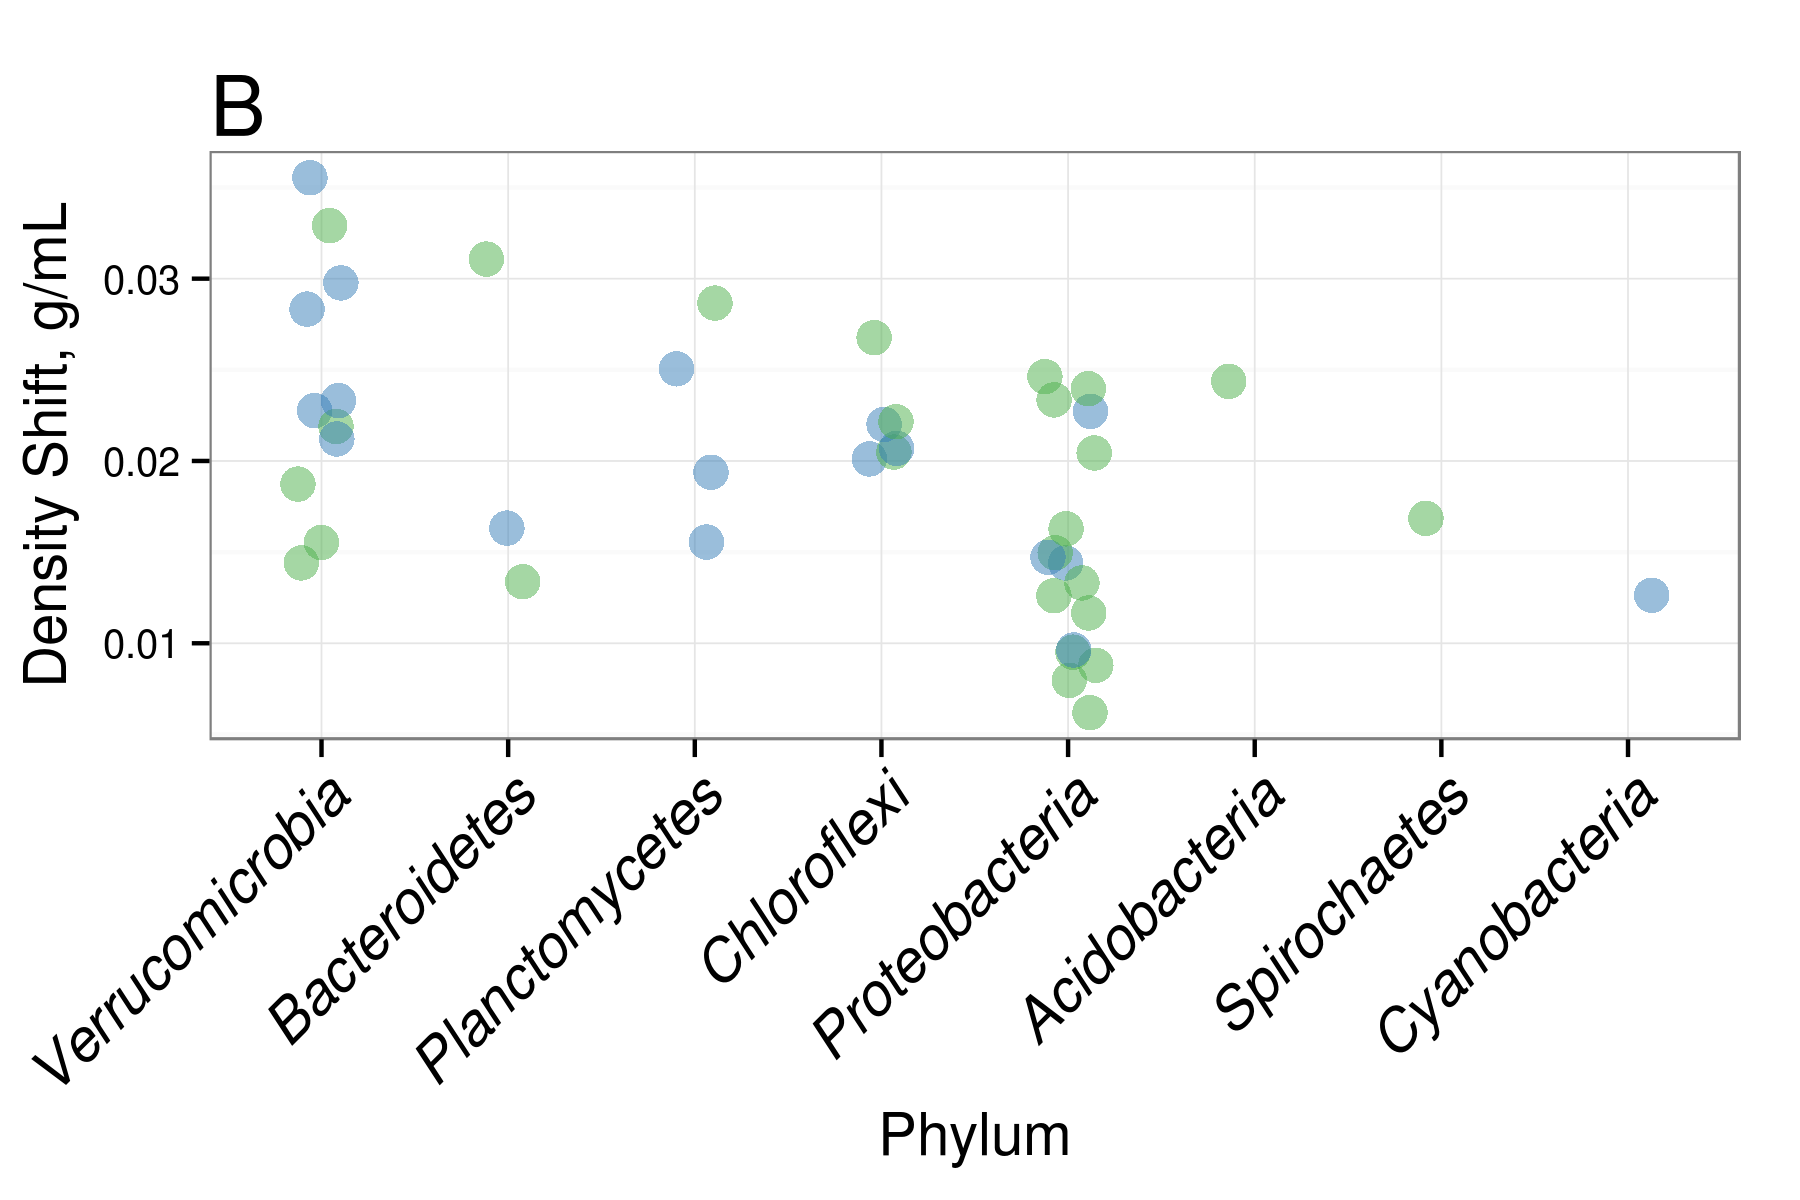 B
Density Shift, g/mL
0.03
0.02
0.01
Verrucomicrobia
Bacteroidetes
Planctomycetes
Chloroflexi
Proteobacteria
Acidobacteria
Spirochaetes
Cyanobacteria
Phylum